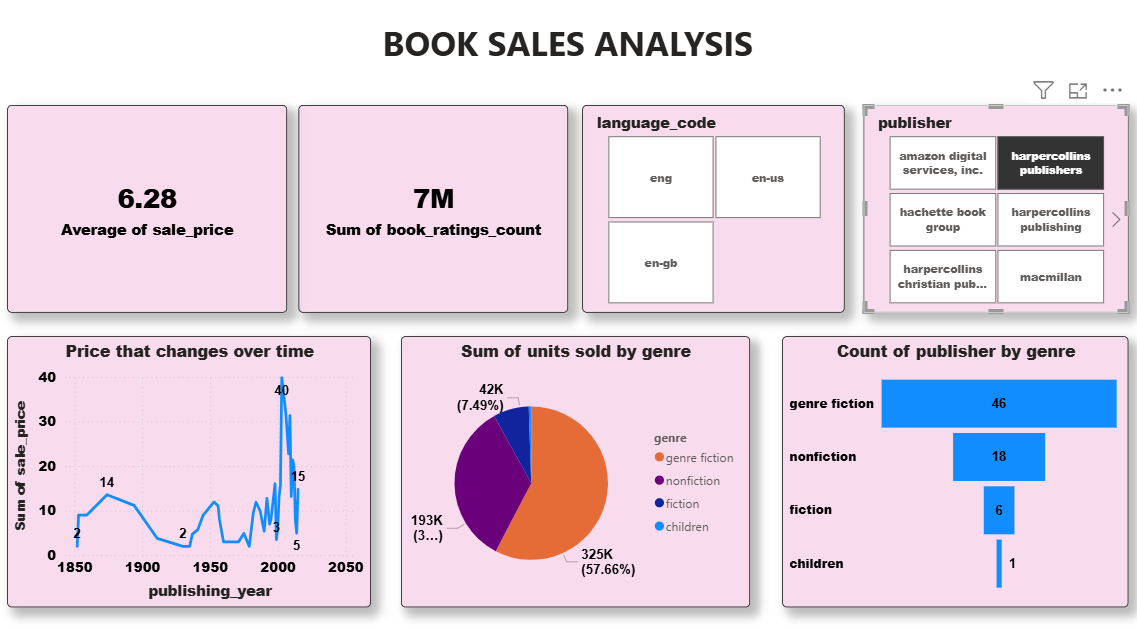 BOOK SALES ANALYSIS
6.28
Average of sale_price
7M
Sum of book_ratings_count
language_code
eng
en-us
en-gb
publisher
amazon digital
services, inc.
harpercollins
publishers
hachette book
group
harpercollins
publishing
harpercollins
christian pub...
macmillan
Price that changes over time
Sum of sale_price
40
30
20
10
0
2
14
2
3
40
15
5
1850
1900
1950
2000
2050
publishing_year
Sum of units sold by genre
42K
(7.49%)
193K
(3...)
325K
(57.66%)
genre
genre fiction
nonfiction
fiction
children
Count of publisher by genre
genre fiction
46
nonfiction
18
fiction
6
children
1